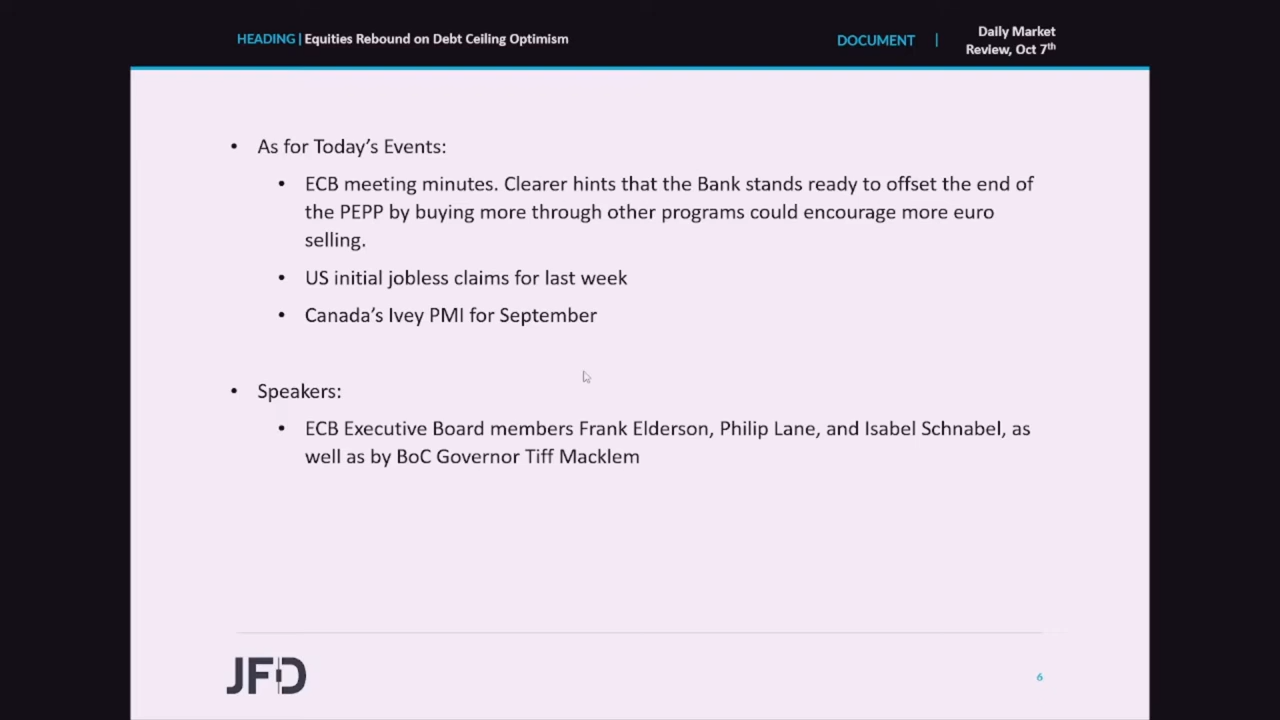 HEADING | Equities Rebound on Debt Ceiling Optimism
DOCUMENT |
Daily Market
Review, Oct 7th
• As for Today's Events:
• ECB meeting minutes. Clearer hints that the Bank stands ready to offset the end of
the PEPP by buying more through other programs could encourage more euro
selling.
• US initial jobless claims for last week
• Canada's Ivey PMI for September
• Speakers:
• ECB Executive Board members Frank Elderson, Philip Lane, and Isabel Schnabel, as
well as by BoC Governor Tiff Macklem
JFD
6